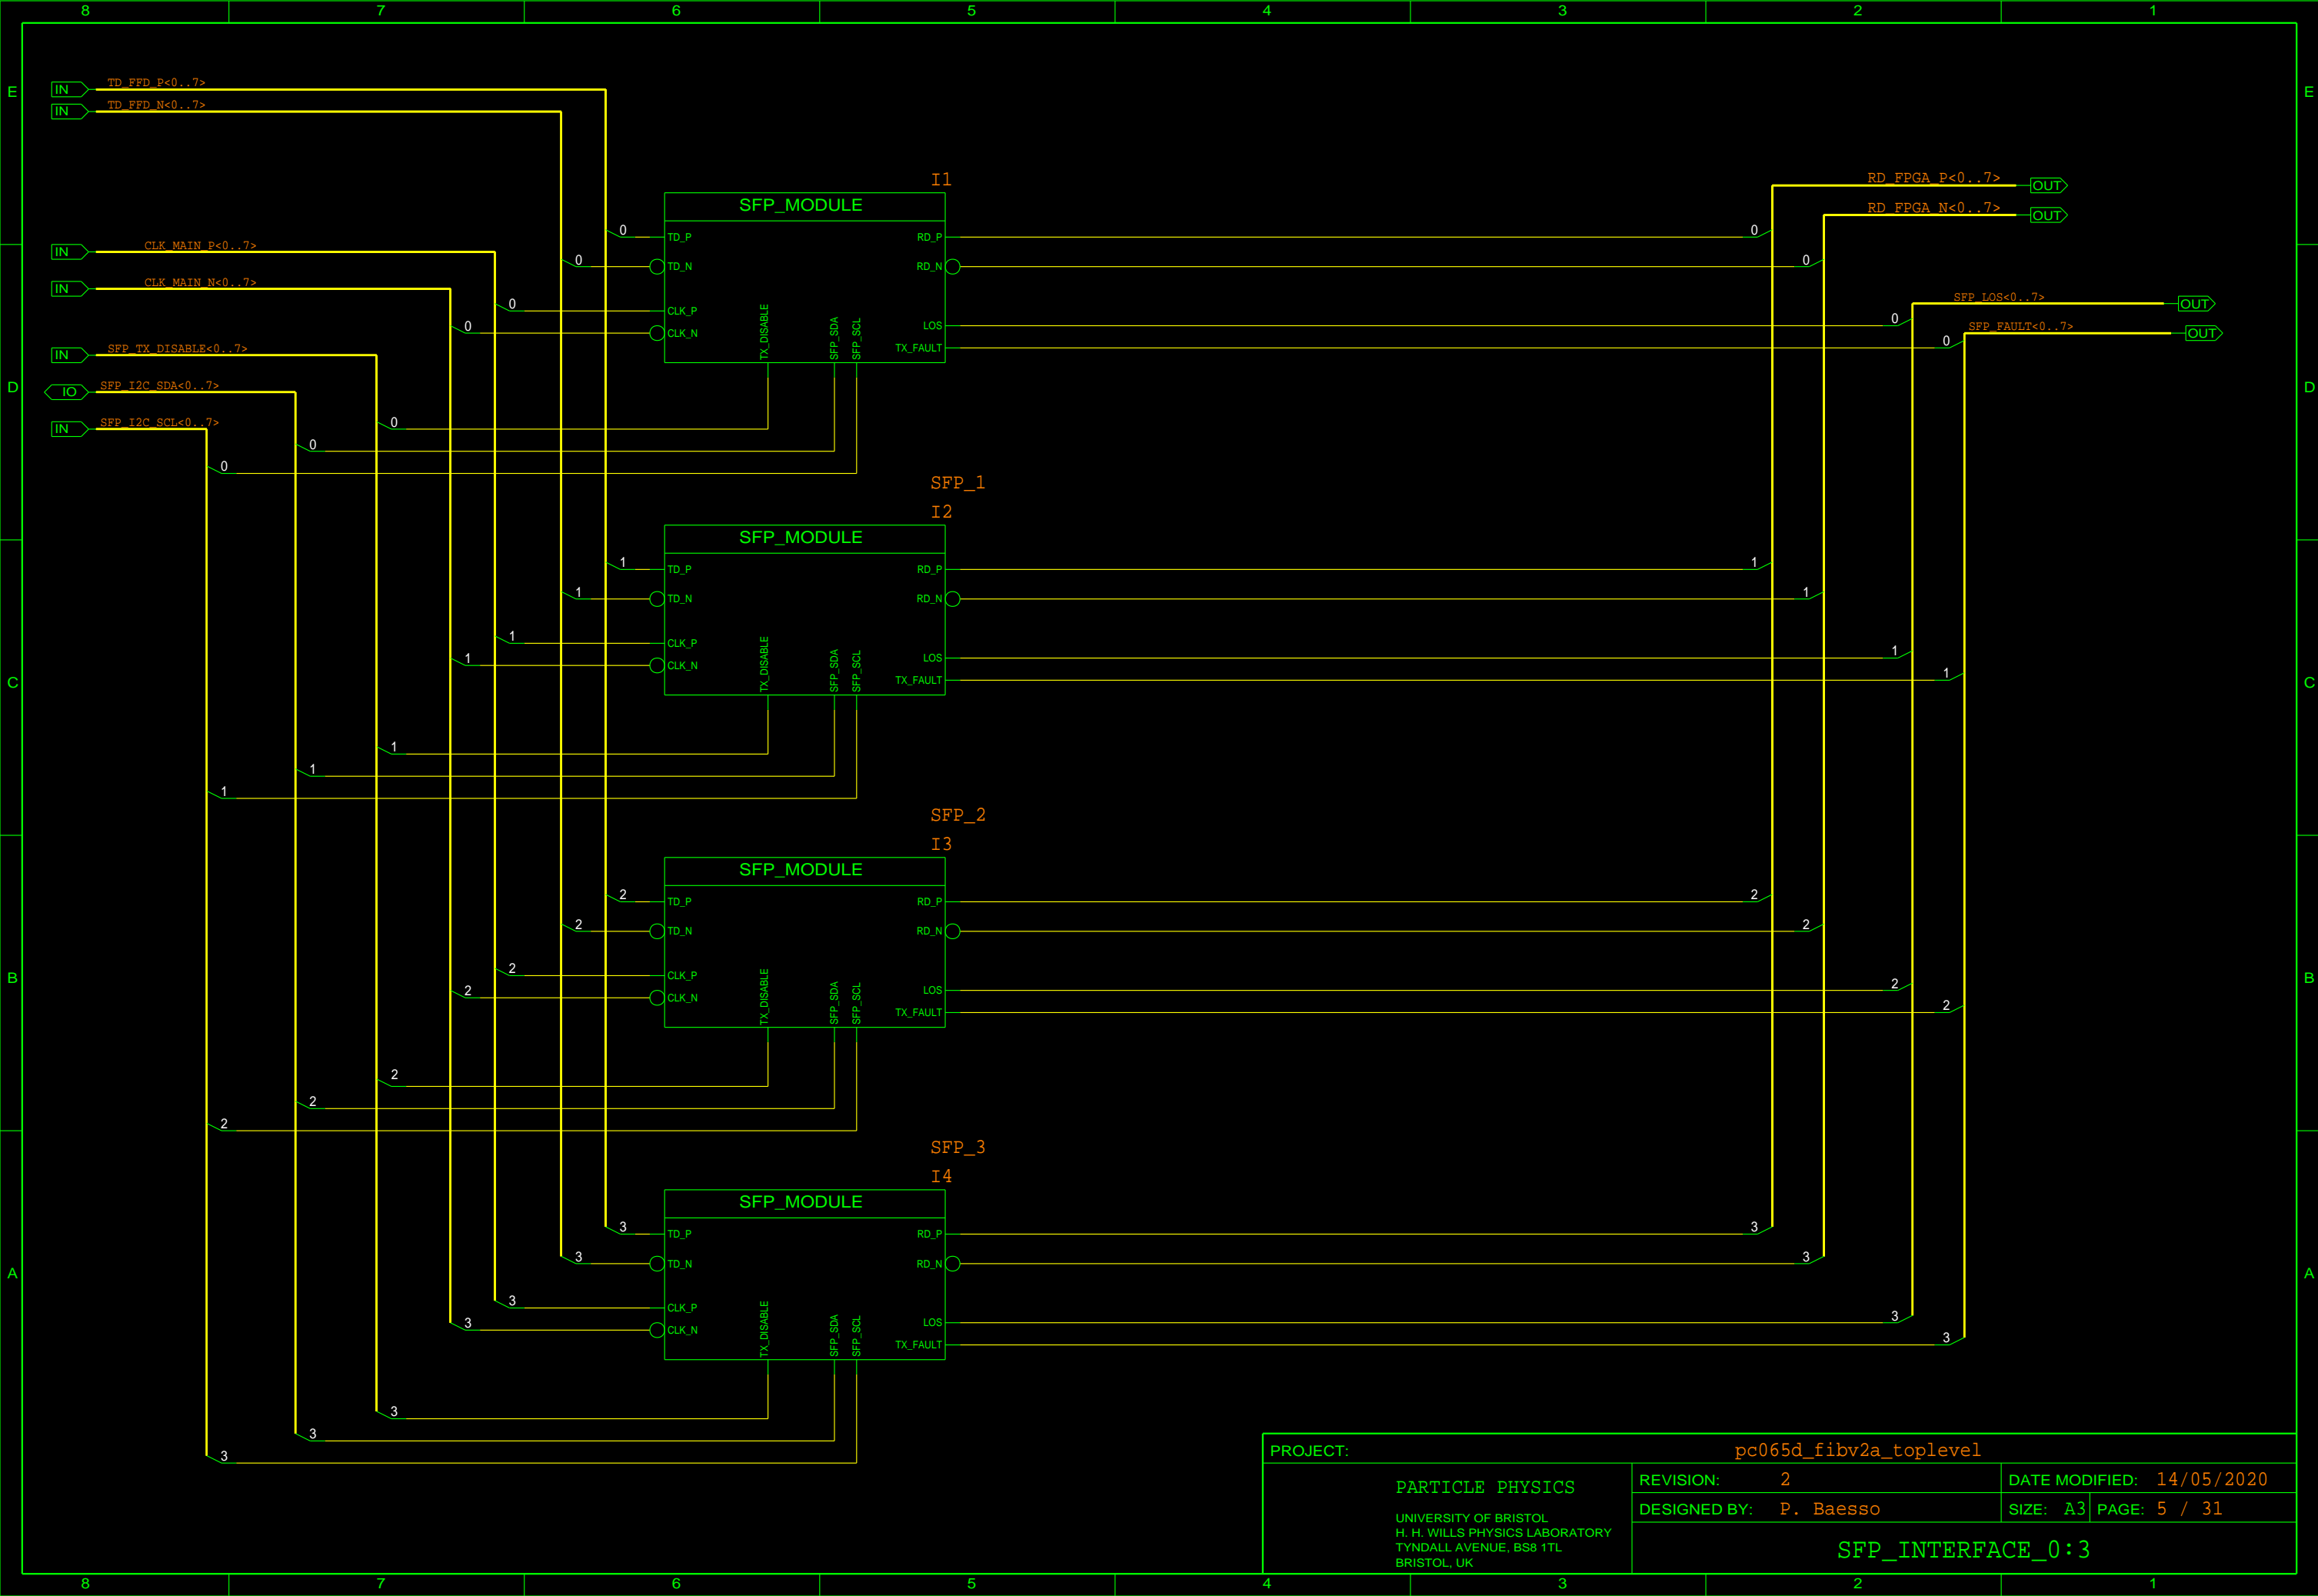 8 7 6 5 4 3 2 1
E E
D D
C C
B B
A A
IN TD_FFD_P<0..7>
IN TD_FFD_N<0..7>
IN CLK_MAIN_P<0..7>
IN CLK_MAIN_N<0..7>
IN SFP_TX_DISABLE<0..7>
IO SFP_I2C_SDA<0..7>
IN SFP_I2C_SCL<0..7>
RD_FPGA_P<0..7> OUT
RD_FPGA_N<0..7> OUT
SFP_LOS<0..7> OUT
SFP_FAULT<0..7> OUT
I1
SFP_MODULE
0 TD_P RD_P 0
0 TD_N RD_N 0
0 CLK_P
0 CLK_N
LOS 0
TX_FAULT 0
TX_DISABLE SFP_SDA SFP_SCL
0
0
0
SFP_1
I2
SFP_MODULE
1 TD_P RD_P 1
1 TD_N RD_N 1
1 CLK_P
1 CLK_N
LOS 1
TX_FAULT 1
TX_DISABLE SFP_SDA SFP_SCL
1
1
1
SFP_2
I3
SFP_MODULE
2 TD_P RD_P 2
2 TD_N RD_N 2
2 CLK_P
2 CLK_N
LOS 2
TX_FAULT 2
TX_DISABLE SFP_SDA SFP_SCL
2
2
2
SFP_3
I4
SFP_MODULE
3 TD_P RD_P 3
3 TD_N RD_N 3
3 CLK_P
3 CLK_N
LOS 3
TX_FAULT 3
TX_DISABLE SFP_SDA SFP_SCL
3
3
3
PROJECT: pc065d_fibv2a_toplevel
PARTICLE PHYSICS
UNIVERSITY OF BRISTOL
H. H. WILLS PHYSICS LABORATORY
TYNDALL AVENUE, BS8 1TL
BRISTOL, UK
REVISION: 2 DATE MODIFIED: 14/05/2020
DESIGNED BY: P. Baesso SIZE: A3 PAGE: 5 / 31
SFP_INTERFACE_0:3
8 7 6 5 4 3 2 1